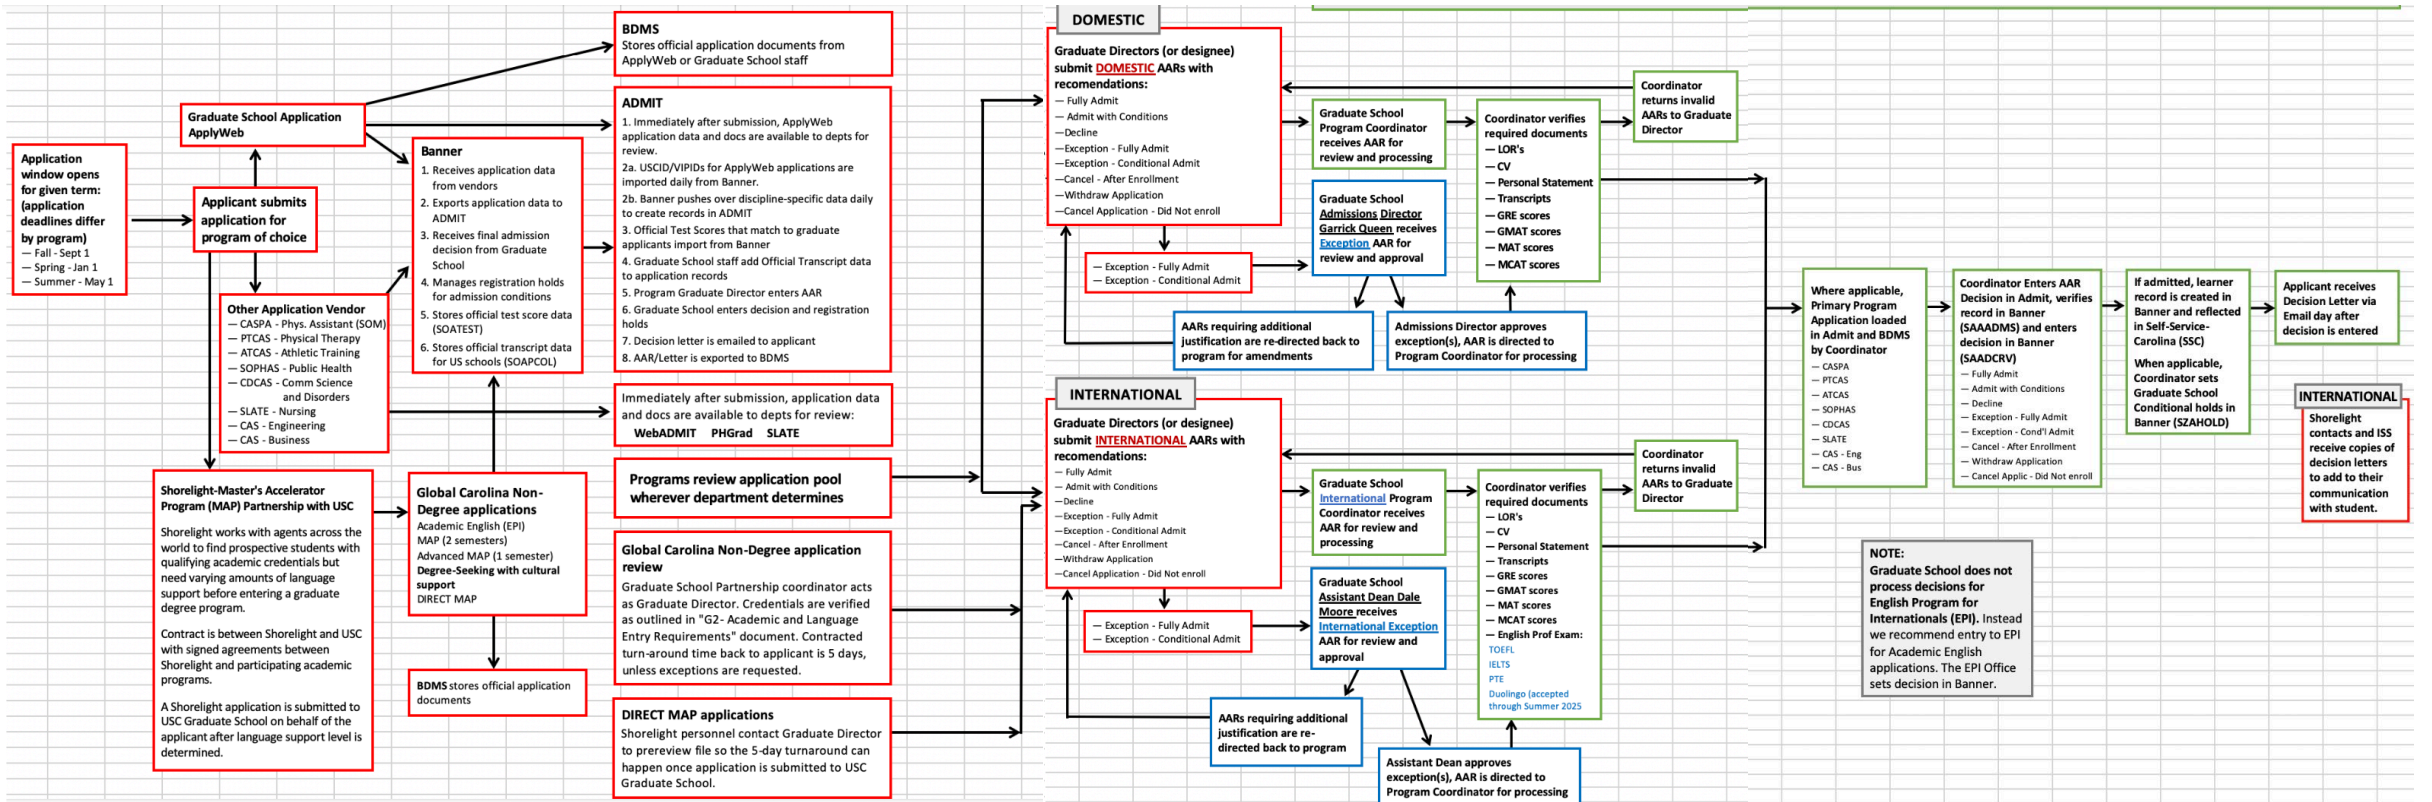 Application
window opens
for given term:
(application
deadlines differ
by program)
— Fall - Sept 1
— Spring - Jan 1
— Summer - May 1
Graduate School Application
ApplyWeb
Applicant submits
application for
program of choice
Other Application Vendor
— CASPA - Phys. Assistant (SOM)
— PTCAS - Physical Therapy
— ATCAS - Athletic Training
— SOPHAS - Public Health
— CDCAS - Comm Science
and Disorders
— SLATE - Nursing
— CAS - Engineering
— CAS - Business
Shorelight-Master's Accelerator
Program (MAP) Partnership with USC
Shorelight works with agents across the
world to find prospective students with
qualifying academic credentials but
need varying amounts of language
support before entering a graduate
degree program.
Contract is between Shorelight and USC
with signed agreements between
Shorelight and participating academic
programs.
A Shorelight application is submitted to
USC Graduate School on behalf of the
applicant after language support level is
determined.
Banner
1. Receives application data
from vendors
2. Exports application data to
ADMIT
3. Receives final admission
decision from Graduate
School
4. Manages registration holds
for admission conditions
5. Stores official test score data
(SOATEST)
6. Stores official transcript data
for US schools (SOAPCOL)
Global Carolina Non-
Degree applications
Academic English (EPI)
MAP (2 semesters)
Advanced MAP (1 semester)
Degree-Seeking with cultural
support
DIRECT MAP
BDMS stores official application
documents
BDMS
Stores official application documents from
ApplyWeb or Graduate School staff
ADMIT
1. Immediately after submission, ApplyWeb
application data and docs are available to depts for
review.
2a. USCID/VIPIDs for ApplyWeb applications are
imported daily from Banner.
2b. Banner pushes over discipline-specific data daily
to create records in ADMIT
3. Official Test Scores that match to graduate
applicants import from Banner
4. Graduate School staff add Official Transcript data
to application records
5. Program Graduate Director enters AAR
6. Graduate School enters decision and registration
holds
7. Decision letter is emailed to applicant
8. AAR/Letter is exported to BDMS
Immediately after submission, application data
and docs are available to depts for review:
WebADMIT PHGrad SLATE
Programs review application pool
wherever department determines
Global Carolina Non-Degree application
review
Graduate School Partnership coordinator acts
as Graduate Director. Credentials are verified
as outlined in "G2- Academic and Language
Entry Requirements" document. Contracted
turn-around time back to applicant is 5 days,
unless exceptions are requested.
DIRECT MAP applications
Shorelight personnel contact Graduate Director
to prereview file so the 5-day turnaround can
happen once application is submitted to USC
Graduate School.
DOMESTIC
Graduate Directors (or designee)
submit DOMESTIC AARs with
recomendations:
— Fully Admit
— Admit with Conditions
—Decline
—Exception - Fully Admit
—Exception - Conditional Admit
—Cancel - After Enrollment
—Withdraw Application
—Cancel Application - Did Not enroll
— Exception - Fully Admit
— Exception - Conditional Admit
Graduate School
Program Coordinator
receives AAR for
review and processing
Graduate School
Admissions Director
Garrick Queen receives
Exception AAR for
review and approval
AARs requiring additional
justification are re-directed back to
program for amendments
Admissions Director approves
exception(s), AAR is directed to
Program Coordinator for processing
Coordinator verifies
required documents
— LOR's
— CV
— Personal Statement
— Transcripts
— GRE scores
— GMAT scores
— MAT scores
— MCAT scores
Coordinator
returns invalid
AARs to Graduate
Director
INTERNATIONAL
Graduate Directors (or designee)
submit INTERNATIONAL AARs with
recomendations:
— Fully Admit
— Admit with Conditions
—Decline
—Exception - Fully Admit
—Exception - Conditional Admit
—Cancel - After Enrollment
—Withdraw Application
—Cancel Application - Did Not enroll
— Exception - Fully Admit
— Exception - Conditional Admit
Graduate School
International Program
Coordinator receives
AAR for review and
processing
Graduate School
Assistant Dean Dale
Moore receives
International Exception
AAR for review and
approval
AARs requiring additional
justification are re-
directed back to program
Assistant Dean approves
exception(s), AAR is directed to
Program Coordinator for processing
Coordinator verifies
required documents
— LOR's
— CV
— Personal Statement
— Transcripts
— GRE scores
— GMAT scores
— MAT scores
— MCAT scores
— English Prof Exam:
TOEFL
IELTS
PTE
Duolingo (accepted
through Summer 2025
Coordinator
returns invalid
AARs to Graduate
Director
Where applicable,
Primary Program
Application loaded
in Admit and BDMS
by Coordinator
— CASPA
— PTCAS
— ATCAS
— SOPHAS
— CDCAS
— SLATE
— CAS - Eng
— CAS - Bus
Coordinator Enters AAR
Decision in Admit, verifies
record in Banner
(SAAADMS) and enters
decision in Banner
(SAADCRV)
— Fully Admit
— Admit with Conditions
— Decline
— Exception - Fully Admit
— Exception - Cond'l Admit
— Cancel - After Enrollment
— Withdraw Application
— Cancel Applic - Did Not enroll
If admitted, learner
record is created in
Banner and reflected
in Self-Service-
Carolina (SSC)
When applicable,
Coordinator sets
Graduate School
Conditional holds in
Banner (SZAHOLD)
Applicant receives
Decision Letter via
Email day after
decision is entered
INTERNATIONAL
Shorelight
contacts and ISS
receive copies of
decision letters
to add to their
communication
with student.
NOTE:
Graduate School does not
process decisions for
English Program for
Internationals (EPI). Instead
we recommend entry to EPI
for Academic English
applications. The EPI Office
sets decision in Banner.